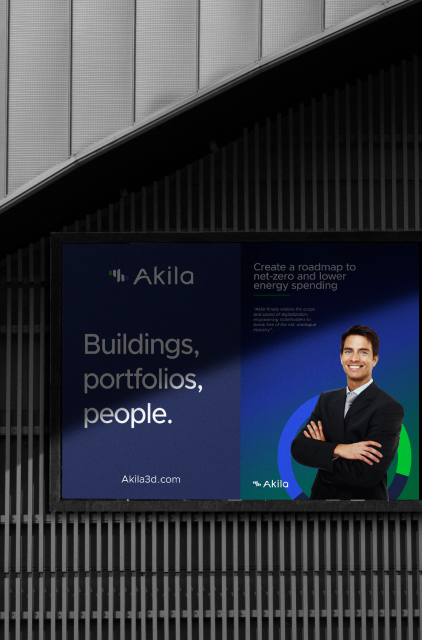 Akila
Buildings,
portfolios,
people.
Akila3d.com
Create a roadmap to
net-zero and lower
energy spending
Akila